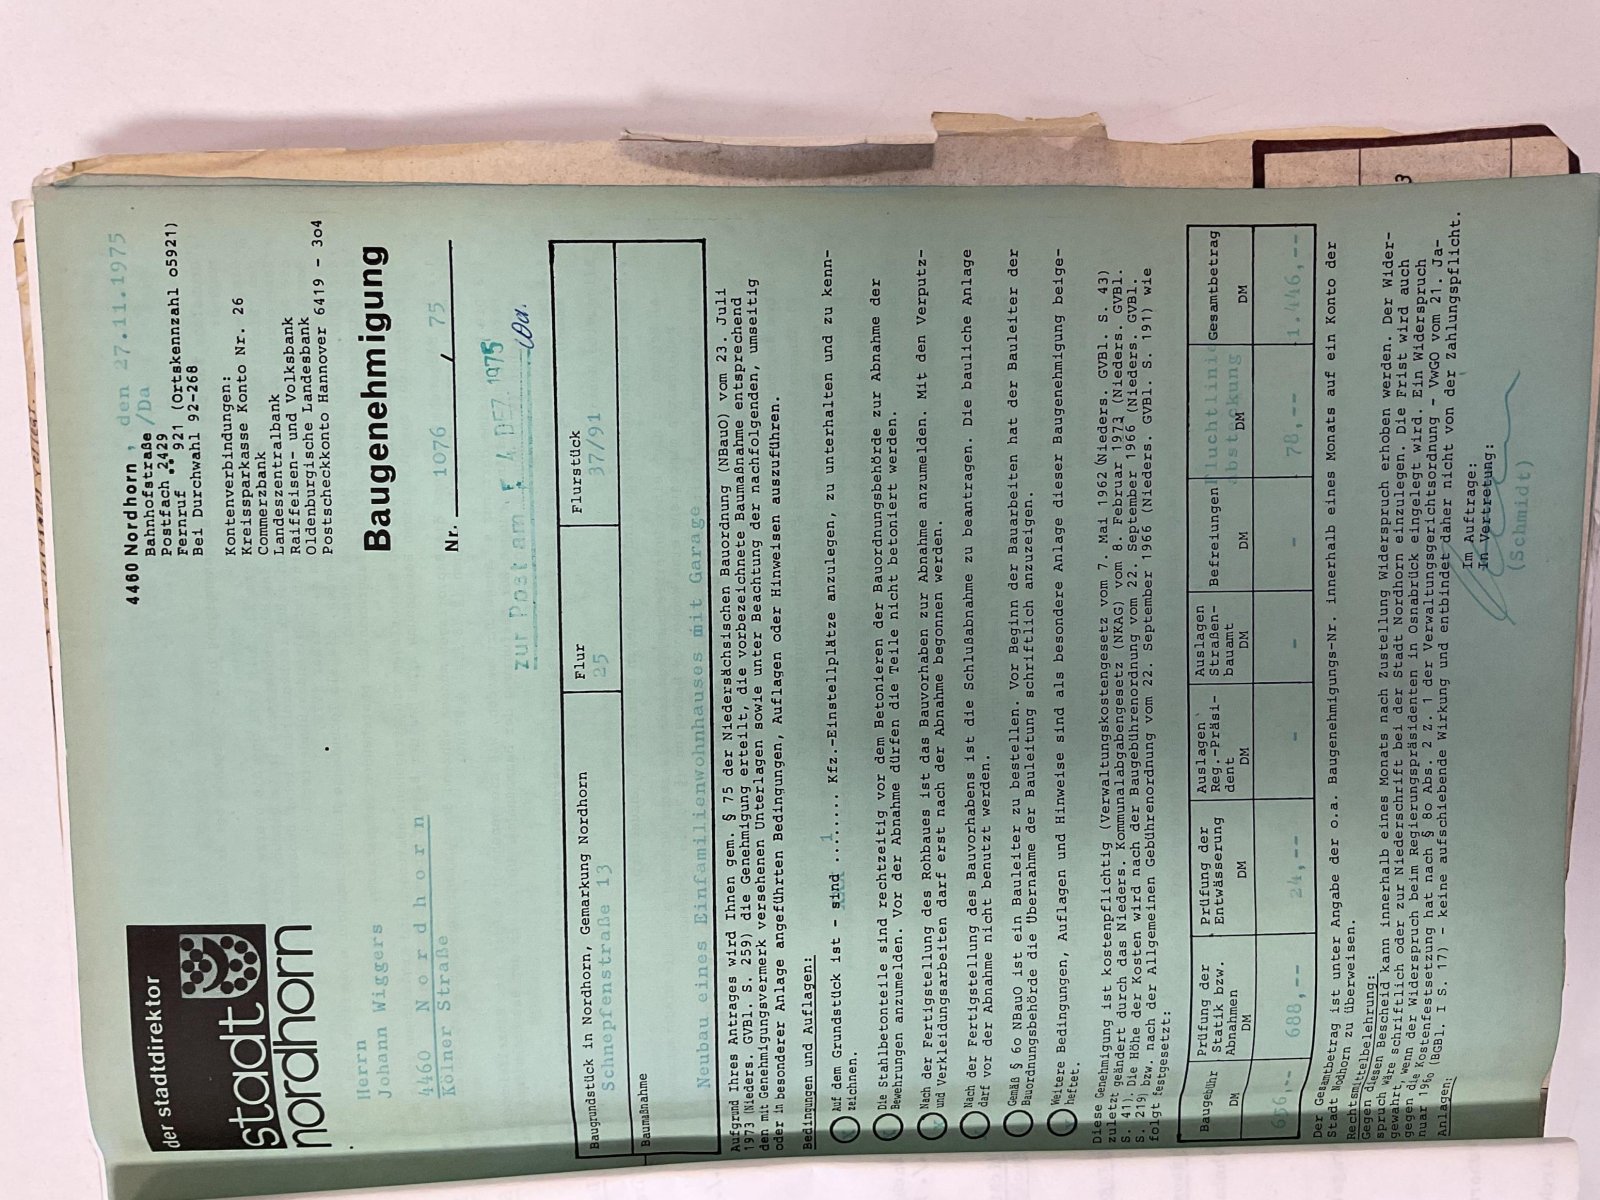 der stadtdirektor
stadt
nordhorn
4460 Nordhorn, den 27.11.1975
Bahnhofstraße /Da
Postfach 2429
Fernruf ** 921 (Ortskennzahl o5921)
Bei Durchwahl 92-268
Kontenverbindungen:
Kreissparkasse Konto Nr. 26
Commerzbank
Landeszentralbank
Raiffeisen- und Volksbank
Oldenburgische Landesbank
Postscheckkonto Hannover 6419 - 3o4
Herrn
Johann Wiggers
4460 Nordhorn
Kölner Straße
Baugenehmigung
Nr. 1076 / 75
zur Post am 4. DEZ. 1975
Baugrundstück in Nordhorn, Gemarkung Nordhorn Flur Flurstück
Schnepfenstraße 13 25 37/91
Baumaßnahme
Neubau eines Einfamilienwohnhauses mit Garage
Aufgrund Ihres Antrages wird Ihnen gem. § 75 der Niedersächsischen Bauordnung (NBauO) vom 23. Juli
1973 (Nieders. GVBl. S. 259) die Genehmigung erteilt, die vorbezeichnete Baumaßnahme entsprechend
den mit Genehmigungsvermerk versehenen Unterlagen sowie unter Beachtung der nachfolgenden, umseitig
oder in besonderer Anlage angeführten Bedingungen, Auflagen oder Hinweisen auszuführen.
Bedingungen und Auflagen:
Auf dem Grundstück ist - sind ...1...... Kfz.-Einstellplätze anzulegen, zu unterhalten und zu kenn-
zeichnen.
Die Stahlbetonteile sind rechtzeitig vor dem Betonieren der Bauordnungsbehörde zur Abnahme der
Bewehrungen anzumelden. Vor der Abnahme dürfen die Teile nicht betoniert werden.
Nach der Fertigstellung des Rohbaues ist das Bauvorhaben zur Abnahme anzumelden. Mit den Verputz-
und Verkleidungsarbeiten darf erst nach der Abnahme begonnen werden.
Nach der Fertigstellung des Bauvorhabens ist die Schlußabnahme zu beantragen. Die bauliche Anlage
darf vor der Abnahme nicht benutzt werden.
Gemäß § 6o NBauO ist ein Bauleiter zu bestellen. Vor Beginn der Bauarbeiten hat der Bauleiter der
Bauordnungsbehörde die Übernahme der Bauleitung schriftlich anzuzeigen.
Weitere Bedingungen, Auflagen und Hinweise sind als besondere Anlage dieser Baugenehmigung beige-
heftet.
Diese Genehmigung ist kostenpflichtig (Verwaltungskostengesetz vom 7. Mai 1962 (Nieders. GVBl. S. 43)
zuletzt geändert durch das Nieders. Kommunalabgabengesetz (NKAG) vom 8. Februar 1973 (Nieders. GVBl.
S. 41). Die Höhe der Kosten wird nach der Baugebührenordnung vom 22. September 1966 (Nieders. GVBl.
S. 219) bzw. nach der Allgemeinen Gebührenordnung vom 22. September 1966 (Nieders. GVBl. S. 191) wie
folgt festgesetzt:
Baugebühr DM
Prüfung der Statik bzw. Abnahmen DM
Prüfung der Entwässerung DM
Auslagen Reg.-Präsident DM
Auslagen Straßenbauamt DM
Befreiungen DM
Fluchtlinie absteckung DM
Gesamtbetrag DM
656,-- 688,-- 24,-- - - - 78,-- 1.446,--
Der Gesamtbetrag ist unter Angabe der o.a. Baugenehmigungs-Nr. innerhalb eines Monats auf ein Konto der
Stadt Nodhorn zu überweisen.
Rechtsmittelbelehrung:
Gegen diesen Bescheid kann innerhalb eines Monats nach Zustellung Widerspruch erhoben werden. Der Wider-
spruch wäre schriftlich oder zur Niederschrift bei der Stadt Nordhorn einzulegen. Die Frist wird auch
gewahrt, wenn der Widerspruch beim Regierungspräsidenten in Osnabrück eingelegt wird. Ein Widerspruch
gegen die Kostenfestsetzung hat nach § 8o Abs. 2 Z. 1 der Verwaltungsgerichtsordnung - VwGO vom 21. Ja-
nuar 196o (BGBl. I S. 17) - keine aufschiebende Wirkung und entbindet daher nicht von der Zahlungspflicht.
Anlagen:
Im Auftrage:
In Vertretung:
(Schmidt)